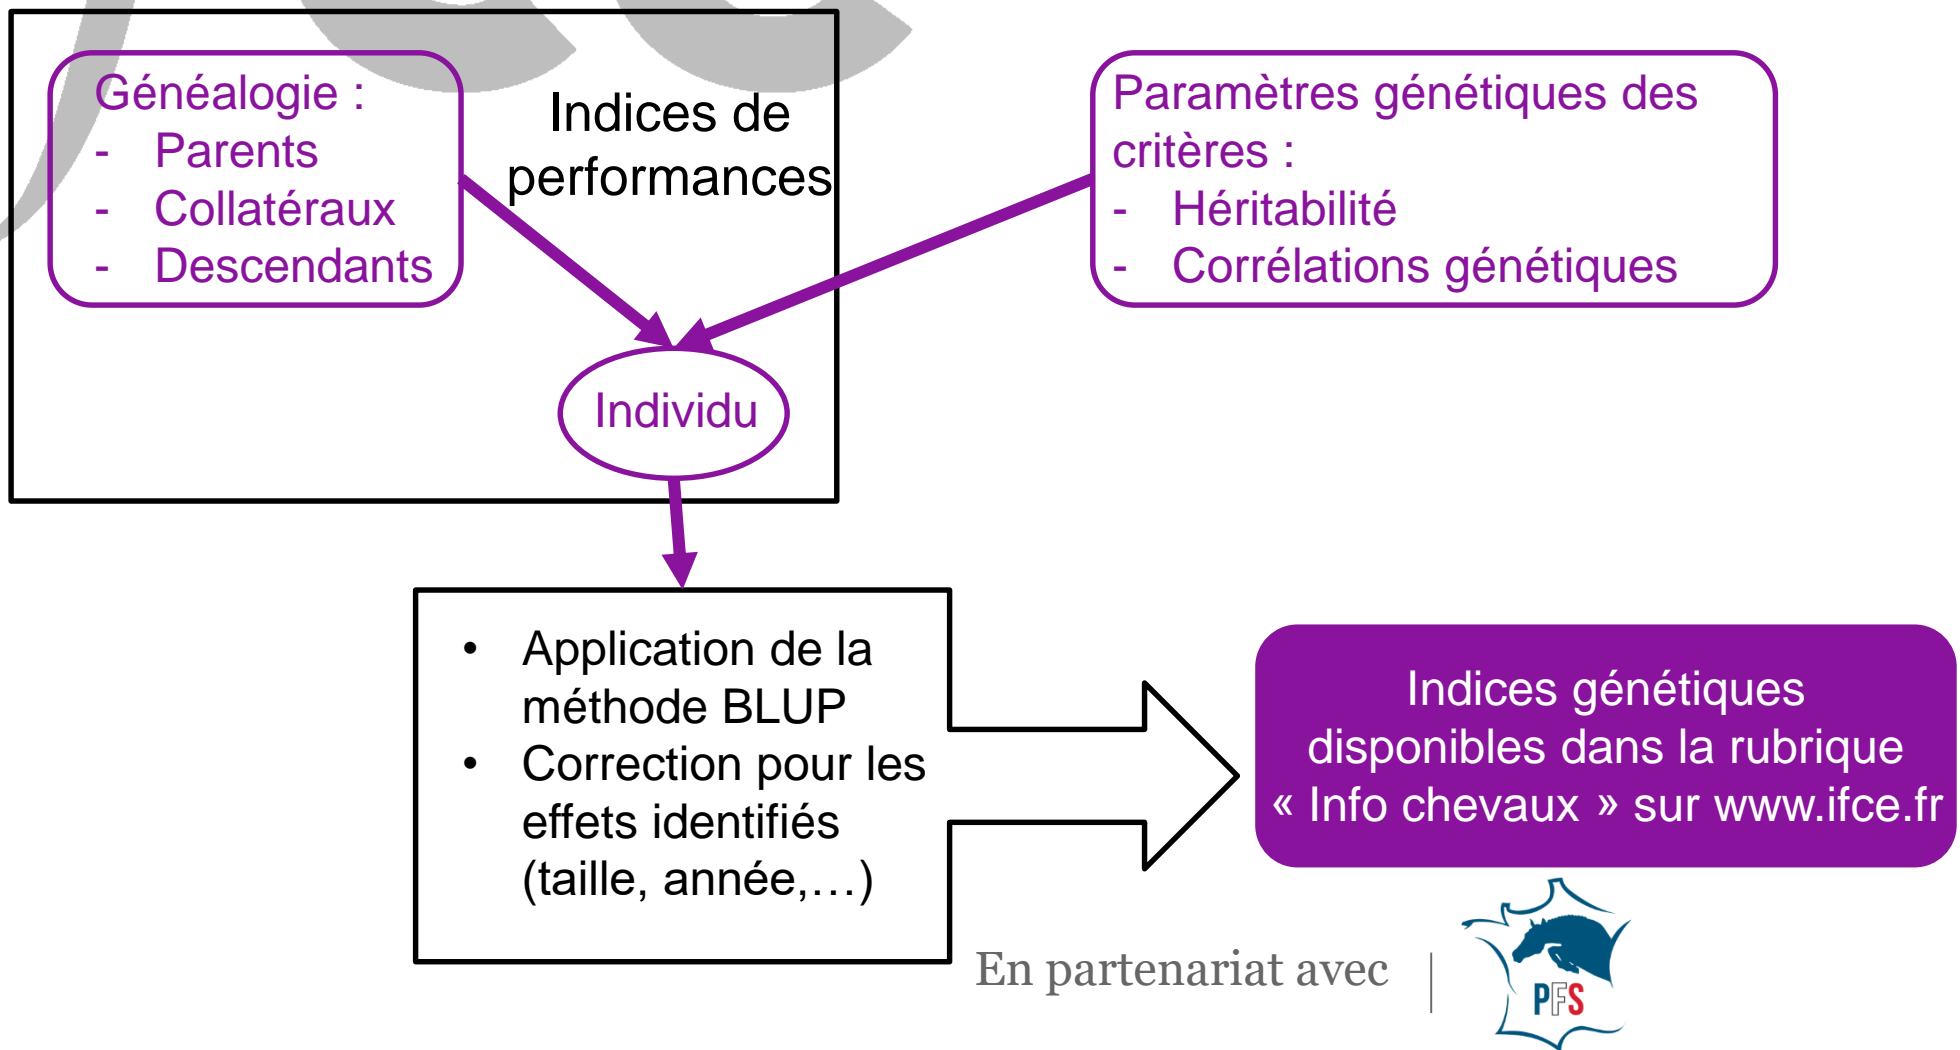 Généalogie :
- Parents
- Collatéraux
- Descendants
Indices de
performances
Paramètres génétiques des
critères :
- Héritabilité
- Corrélations génétiques
Individu
• Application de la
méthode BLUP
• Correction pour les
effets identifiés
(taille, année,…)
Indices génétiques
disponibles dans la rubrique
« Info chevaux » sur www.ifce.fr
En partenariat avec
PFS